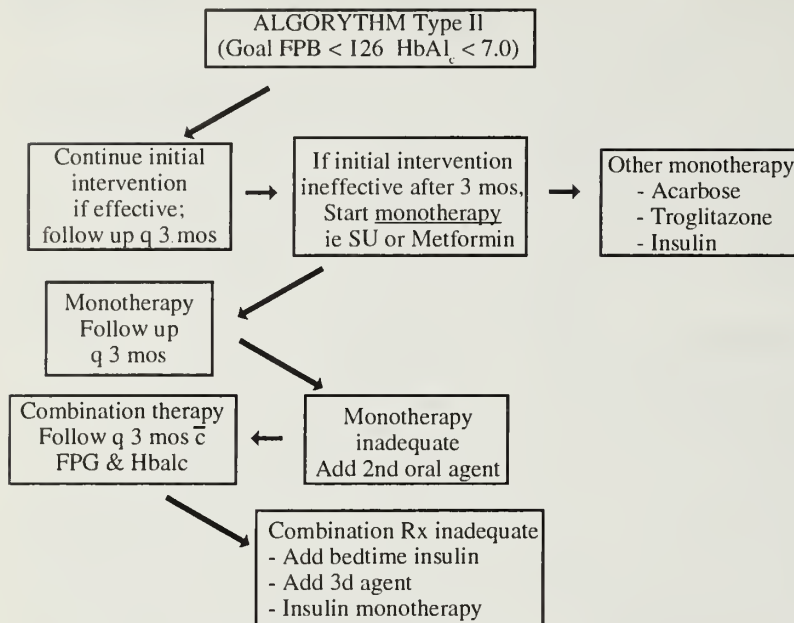 ALGORYTHM Type II
(Goal FPB < 126 HbAl c < 7.0)
Continue initial
intervention
if effective;
follow up q 3 mos
If initial intervention
ineffective after 3 mos,
Start monotherapy
ie SU or Metformin
Other monotherapy
- Acarbose
- Troglitazone
- Insulin
Monotherapy
Follow up
q 3 mos
Monotherapy
inadequate
Add 2nd oral agent
Combination therapy
Follow q 3 mos c̅
FPG & Hbalc
Combination Rx inadequate
- Add bedtime insulin
- Add 3d agent
- Insulin monotherapy